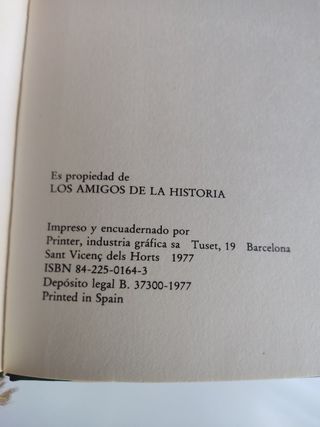 Es propiedad de
LOS AMIGOS DE LA HISTORIA
Impreso y encuadernado por
Printer, industria gráfica sa Tuset, 19 Barcelona
Sant Vicenç dels Horts 1977
ISBN 84-225-0164-3
Depósito legal B. 37300-1977
Printed in Spain